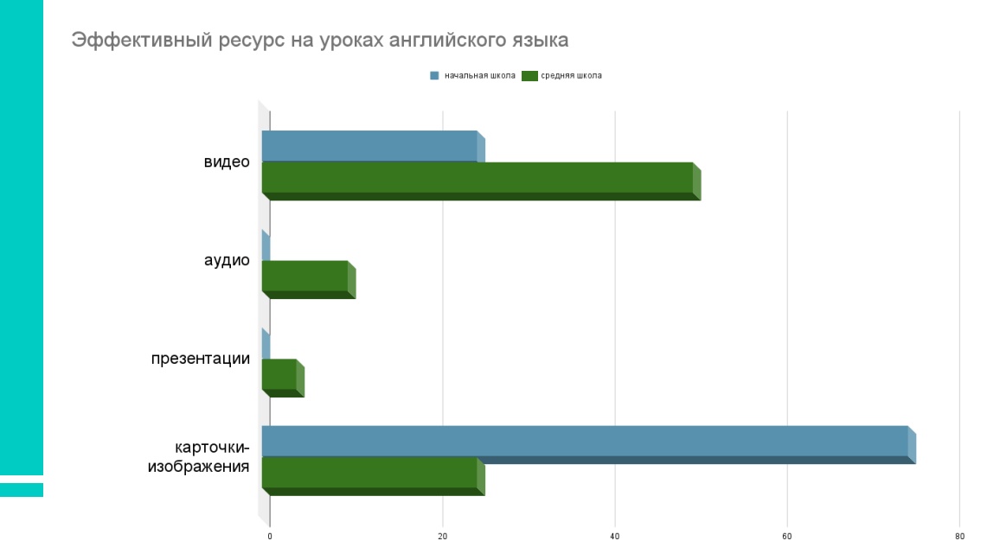 Эффективный ресурс на уроках английского языка
начальная школа средняя школа
видео
аудио
презентации
карточки-
изображения
0 20 40 60 80